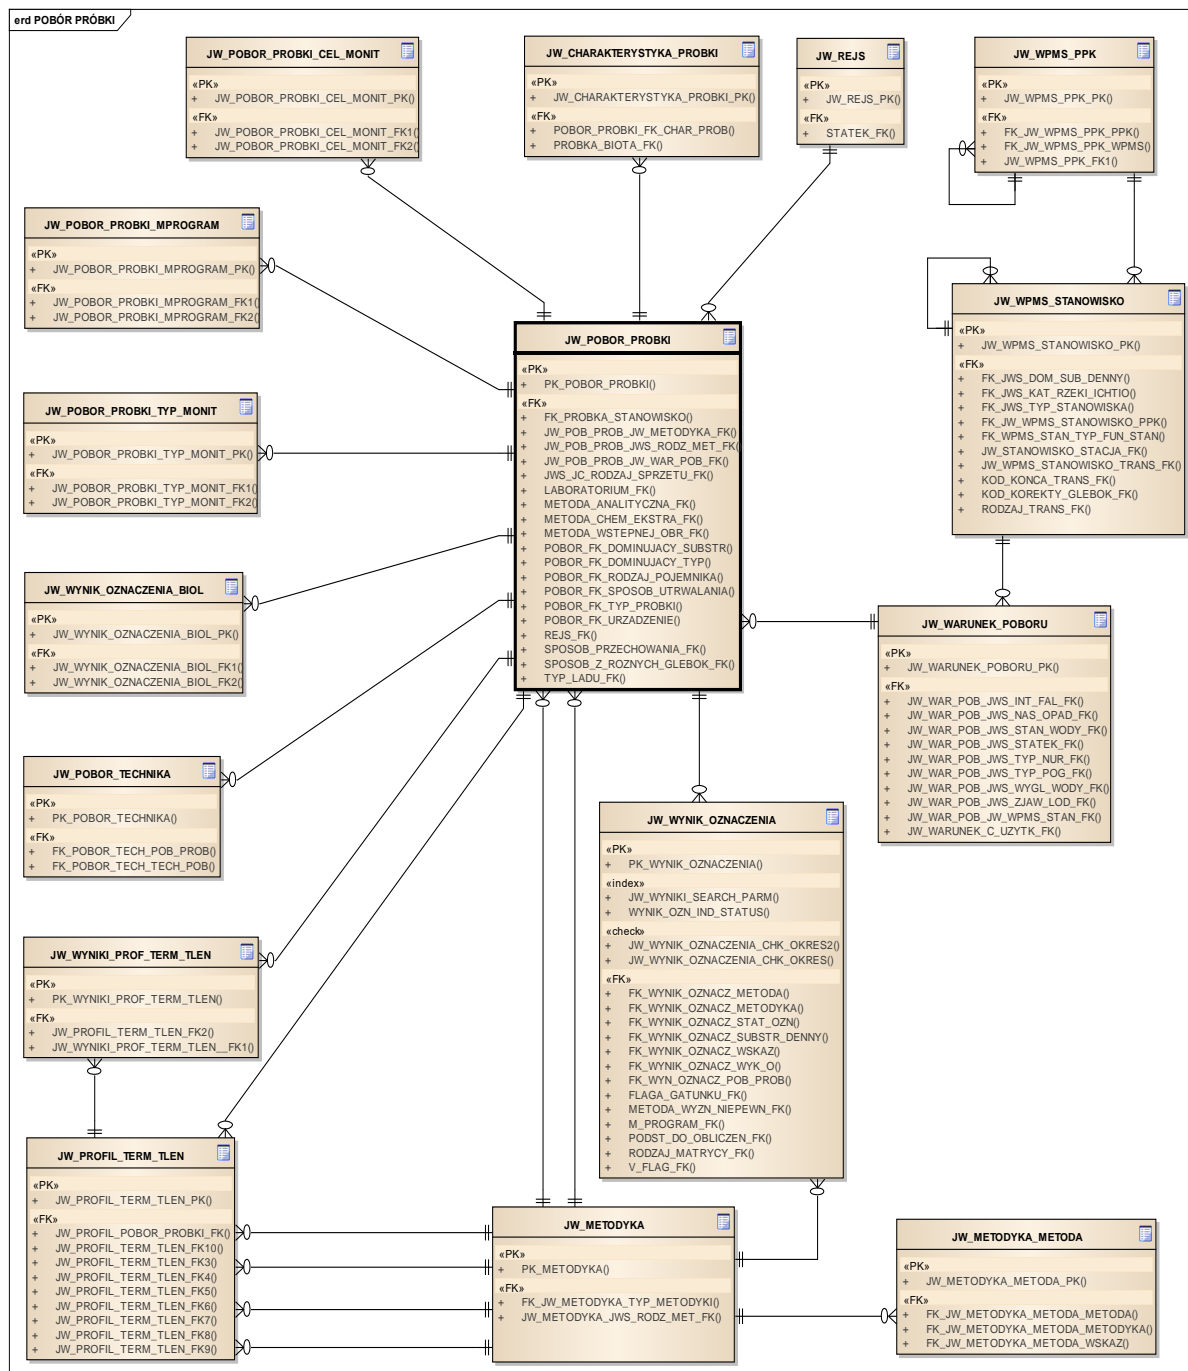 erd POBÓR PRÓBKI
JW_POBOR_PROBKI_CEL_MONIT
«PK»
+ JW_POBOR_PROBKI_CEL_MONIT_PK()
«FK»
+ JW_POBOR_PROBKI_CEL_MONIT_FK1()
+ JW_POBOR_PROBKI_CEL_MONIT_FK2()
JW_CHARAKTERYSTYKA_PROBKI
«PK»
+ JW_CHARAKTERYSTYKA_PROBKI_PK()
«FK»
+ POBOR_PROBKI_FK_CHAR_PROB()
+ PROBKA_BIOTA_FK()
JW_REJS
«PK»
+ JW_REJS_PK()
«FK»
+ STATEK_FK()
JW_WPMS_PPK
«PK»
+ JW_WPMS_PPK_PK()
«FK»
+ FK_JW_WPMS_PPK_PPK()
+ FK_JW_WPMS_PPK_WPMS()
+ JW_WPMS_PPK_FK1()
JW_POBOR_PROBKI_MPROGRAM
«PK»
+ JW_POBOR_PROBKI_MPROGRAM_PK()
«FK»
+ JW_POBOR_PROBKI_MPROGRAM_FK1()
+ JW_POBOR_PROBKI_MPROGRAM_FK2()
JW_WPMS_STANOWISKO
«PK»
+ JW_WPMS_STANOWISKO_PK()
«FK»
+ FK_JWS_DOM_SUB_DENNY()
+ FK_JWS_KAT_RZEKI_ICHTIO()
+ FK_JWS_TYP_STANOWISKA()
+ FK_JW_WPMS_STANOWISKO_PPK()
+ FK_WPMS_STAN_TYP_FUN_STAN()
+ JW_STANOWISKO_STACJA_FK()
+ JW_WPMS_STANOWISKO_TRANS_FK()
+ KOD_KONCA_TRANS_FK()
+ KOD_KOREKTY_GLEBOK_FK()
+ RODZAJ_TRANS_FK()
JW_POBOR_PROBKI
«PK»
+ PK_POBOR_PROBKI()
«FK»
+ FK_PROBKA_STANOWISKO()
+ JW_POB_PROB_JW_METODYKA_FK()
+ JW_POB_PROB_JWS_RODZ_MET_FK()
+ JW_POB_PROB_JW_WAR_POB_FK()
+ JWS_JC_RODZAJ_SPRZETU_FK()
+ LABORATORIUM_FK()
+ METODA_ANALITYCZNA_FK()
+ METODA_CHEM_EKSTRA_FK()
+ METODA_WSTEPNEJ_OBR_FK()
+ POBOR_FK_DOMINUJACY_SUBSTR()
+ POBOR_FK_DOMINUJACY_TYP()
+ POBOR_FK_RODZAJ_POJEMNIKA()
+ POBOR_FK_SPOSOB_UTRWALANIA()
+ POBOR_FK_TYP_PROBKI()
+ POBOR_FK_URZADZENIE()
+ REJS_FK()
+ SPOSOB_PRZECHOWANIA_FK()
+ SPOSOB_Z_ROZNYCH_GLEBOK_FK()
+ TYP_LADU_FK()
JW_POBOR_PROBKI_TYP_MONIT
«PK»
+ JW_POBOR_PROBKI_TYP_MONIT_PK()
«FK»
+ JW_POBOR_PROBKI_TYP_MONIT_FK1()
+ JW_POBOR_PROBKI_TYP_MONIT_FK2()
JW_WYNIK_OZNACZENIA_BIOL
«PK»
+ JW_WYNIK_OZNACZENIA_BIOL_PK()
«FK»
+ JW_WYNIK_OZNACZENIA_BIOL_FK1()
+ JW_WYNIK_OZNACZENIA_BIOL_FK2()
JW_WARUNEK_POBORU
«PK»
+ JW_WARUNEK_POBORU_PK()
«FK»
+ JW_WAR_POB_JWS_INT_FAL_FK()
+ JW_WAR_POB_JWS_NAS_OPAD_FK()
+ JW_WAR_POB_JWS_STAN_WODY_FK()
+ JW_WAR_POB_JWS_STATEK_FK()
+ JW_WAR_POB_JWS_TYP_NUR_FK()
+ JW_WAR_POB_JWS_TYP_POG_FK()
+ JW_WAR_POB_JWS_WYGL_WODY_FK()
+ JW_WAR_POB_JWS_ZJAW_LOD_FK()
+ JW_WAR_POB_JW_WPMS_STAN_FK()
+ JW_WARUNEK_C_UZYTK_FK()
JW_POBOR_TECHNIKA
«PK»
+ PK_POBOR_TECHNIKA()
«FK»
+ FK_POBOR_TECH_POB_PROB()
+ FK_POBOR_TECH_TECH_POB()
JW_WYNIK_OZNACZENIA
«PK»
+ PK_WYNIK_OZNACZENIA()
«index»
+ JW_WYNIKI_SEARCH_PARM()
+ WYNIK_OZN_IND_STATUS()
«check»
+ JW_WYNIK_OZNACZENIA_CHK_OKRES2()
+ JW_WYNIK_OZNACZENIA_CHK_OKRES()
«FK»
+ FK_WYNIK_OZNACZ_METODA()
+ FK_WYNIK_OZNACZ_METODYKA()
+ FK_WYNIK_OZNACZ_STAT_OZN()
+ FK_WYNIK_OZNACZ_SUBSTR_DENNY()
+ FK_WYNIK_OZNACZ_WSKAZ()
+ FK_WYNIK_OZNACZ_WYK_O()
+ FK_WYN_OZNACZ_POB_PROB()
+ FLAGA_GATUNKU_FK()
+ METODA_WYZN_NIEPEWN_FK()
+ M_PROGRAM_FK()
+ PODST_DO_OBLICZEN_FK()
+ RODZAJ_MATRYCY_FK()
+ V_FLAG_FK()
JW_WYNIKI_PROF_TERM_TLEN
«PK»
+ PK_WYNIKI_PROF_TERM_TLEN()
«FK»
+ JW_PROFIL_TERM_TLEN_FK2()
+ JW_WYNIKI_PROF_TERM_TLEN__FK1()
JW_PROFIL_TERM_TLEN
«PK»
+ JW_PROFIL_TERM_TLEN_PK()
«FK»
+ JW_PROFIL_POBOR_PROBKI_FK()
+ JW_PROFIL_TERM_TLEN_FK10()
+ JW_PROFIL_TERM_TLEN_FK3()
+ JW_PROFIL_TERM_TLEN_FK4()
+ JW_PROFIL_TERM_TLEN_FK5()
+ JW_PROFIL_TERM_TLEN_FK6()
+ JW_PROFIL_TERM_TLEN_FK7()
+ JW_PROFIL_TERM_TLEN_FK8()
+ JW_PROFIL_TERM_TLEN_FK9()
JW_METODYKA
«PK»
+ PK_METODYKA()
«FK»
+ FK_JW_METODYKA_TYP_METODYKI()
+ JW_METODYKA_JWS_RODZ_MET_FK()
JW_METODYKA_METODA
«PK»
+ JW_METODYKA_METODA_PK()
«FK»
+ FK_JW_METODYKA_METODA_METODA()
+ FK_JW_METODYKA_METODA_METODYKA()
+ FK_JW_METODYKA_METODA_WSKAZ()